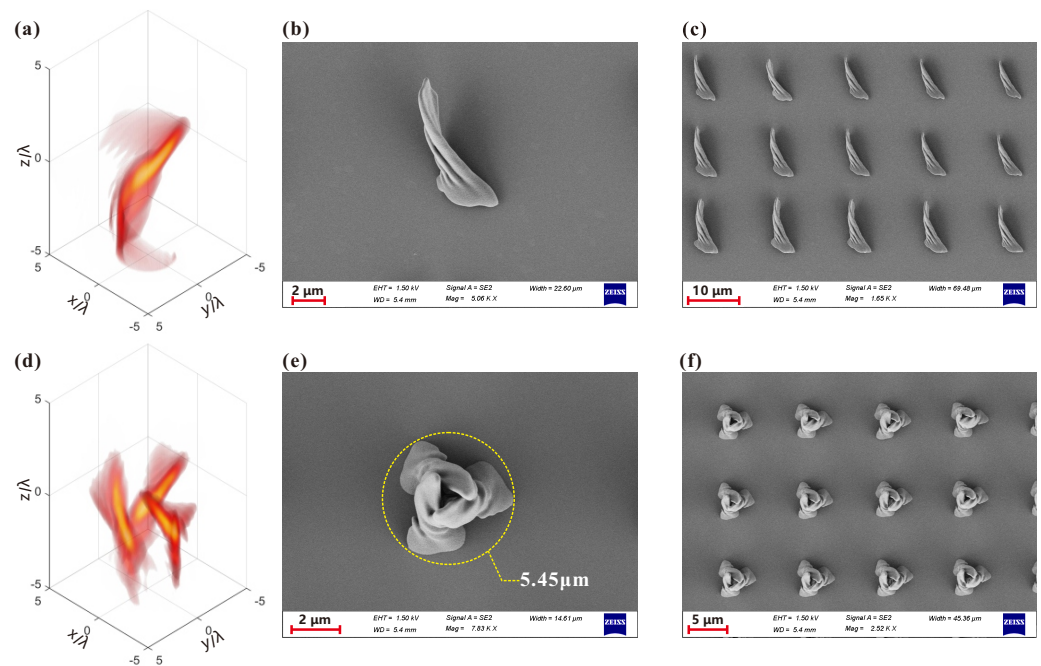 (a)
5
z/λ
0
-5
5
x/λ
0
-5
5
y/λ
0
-5
(b)
2 μm
EHT = 1.50 kV
Signal A = SE2
Width = 22.60 μm
WD = 5.4 mm
Mag = 5.06 K X
ZEISS
(c)
10 μm
EHT = 1.50 kV
Signal A = SE2
Width = 69.48 μm
WD = 5.4 mm
Mag = 1.65 K X
ZEISS
(d)
5
z/λ
0
-5
5
x/λ
0
-5
5
y/λ
0
-5
(e)
5.45μm
2 μm
EHT = 1.50 kV
Signal A = SE2
Width = 14.61 μm
WD = 5.4 mm
Mag = 7.83 K X
ZEISS
(f)
5 μm
EHT = 1.50 kV
Signal A = SE2
Width = 45.36 μm
WD = 5.4 mm
Mag = 2.52 K X
ZEISS